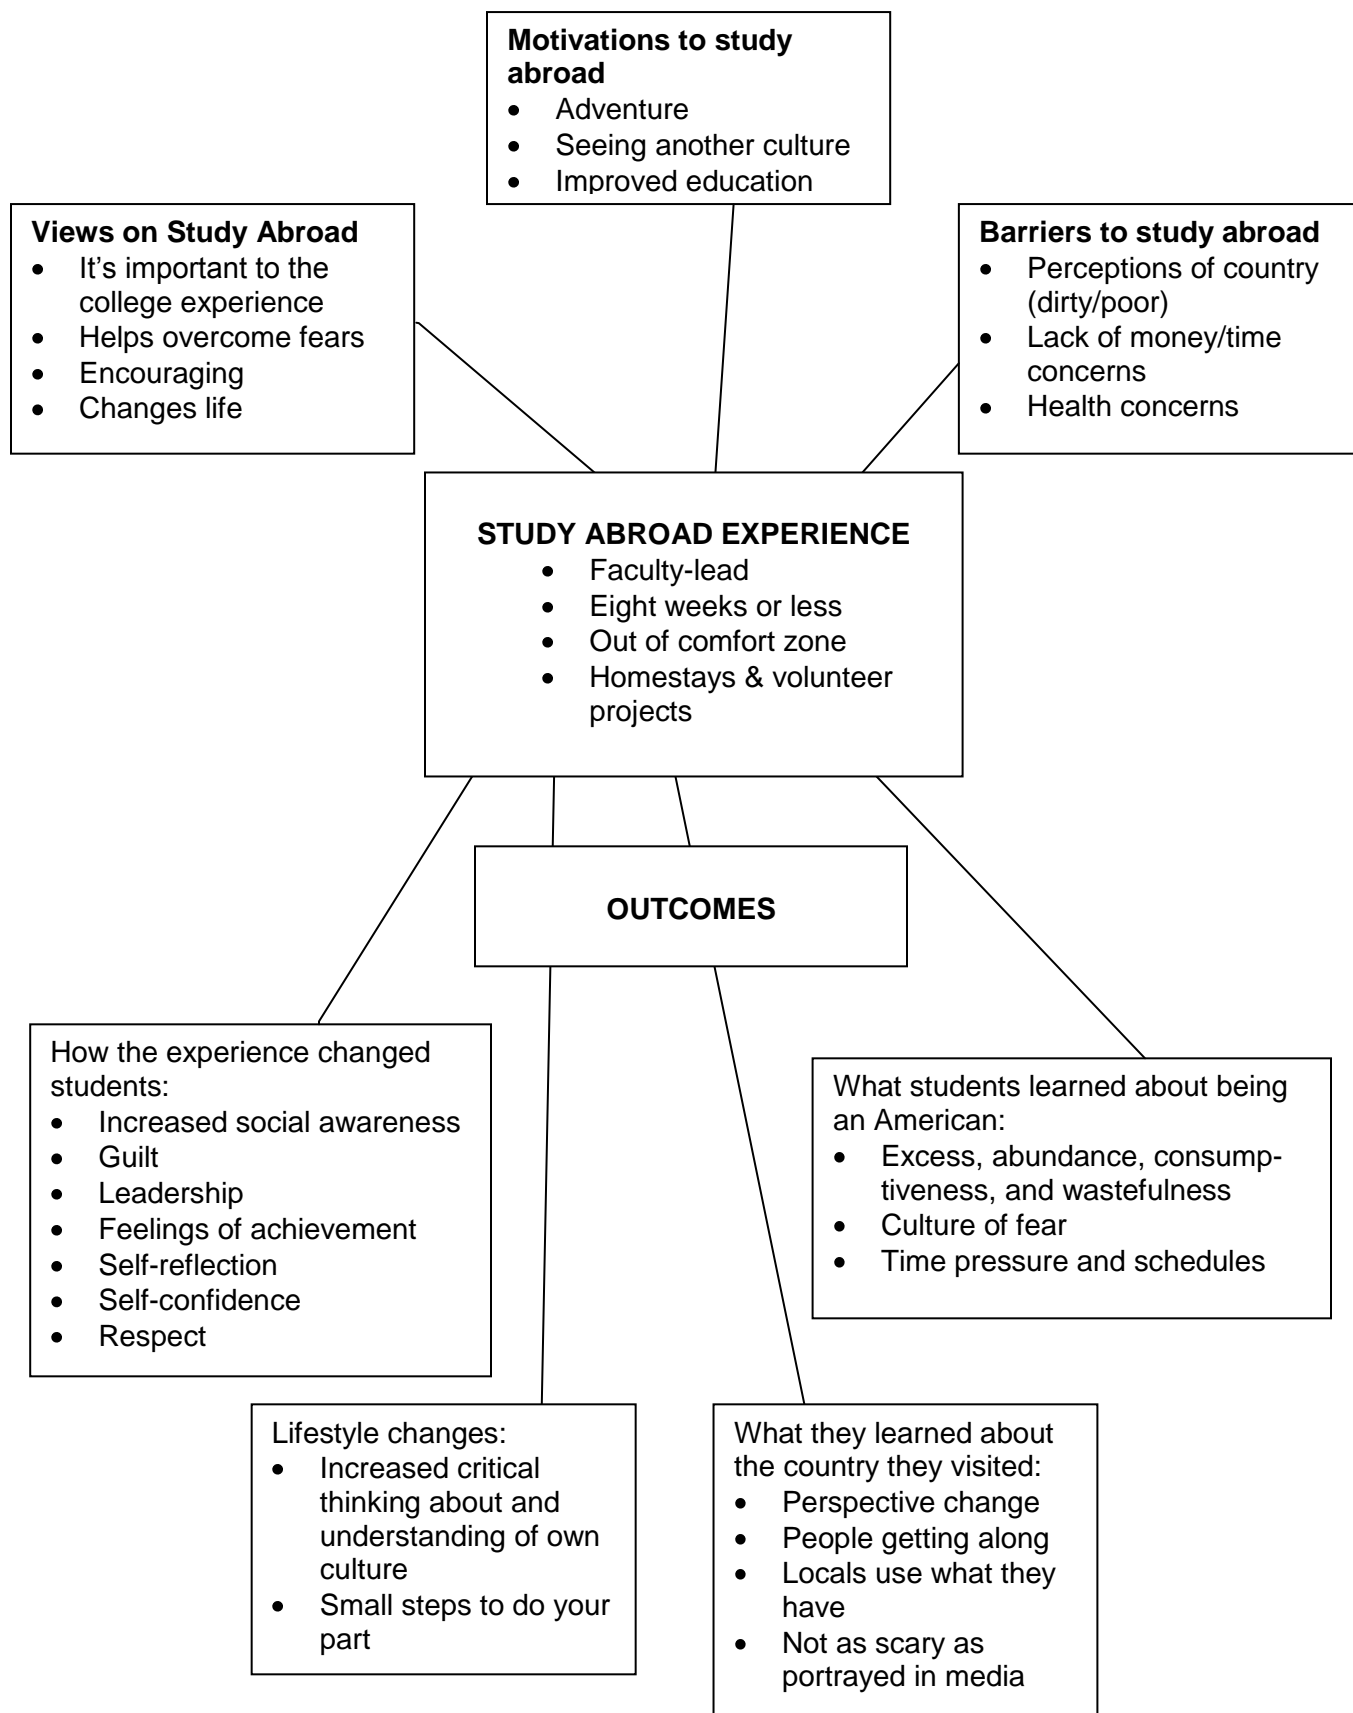 Motivations to study
abroad
• Adventure
• Seeing another culture
• Improved education
Views on Study Abroad
• It’s important to the
college experience
• Helps overcome fears
• Encouraging
• Changes life
Barriers to study abroad
• Perceptions of country
(dirty/poor)
• Lack of money/time
concerns
• Health concerns
STUDY ABROAD EXPERIENCE
• Faculty-lead
• Eight weeks or less
• Out of comfort zone
• Homestays & volunteer
projects
OUTCOMES
How the experience changed
students:
• Increased social awareness
• Guilt
• Leadership
• Feelings of achievement
• Self-reflection
• Self-confidence
• Respect
What students learned about being
an American:
• Excess, abundance, consump-
tiveness, and wastefulness
• Culture of fear
• Time pressure and schedules
Lifestyle changes:
• Increased critical
thinking about and
understanding of own
culture
• Small steps to do your
part
What they learned about
the country they visited:
• Perspective change
• People getting along
• Locals use what they
have
• Not as scary as
portrayed in media